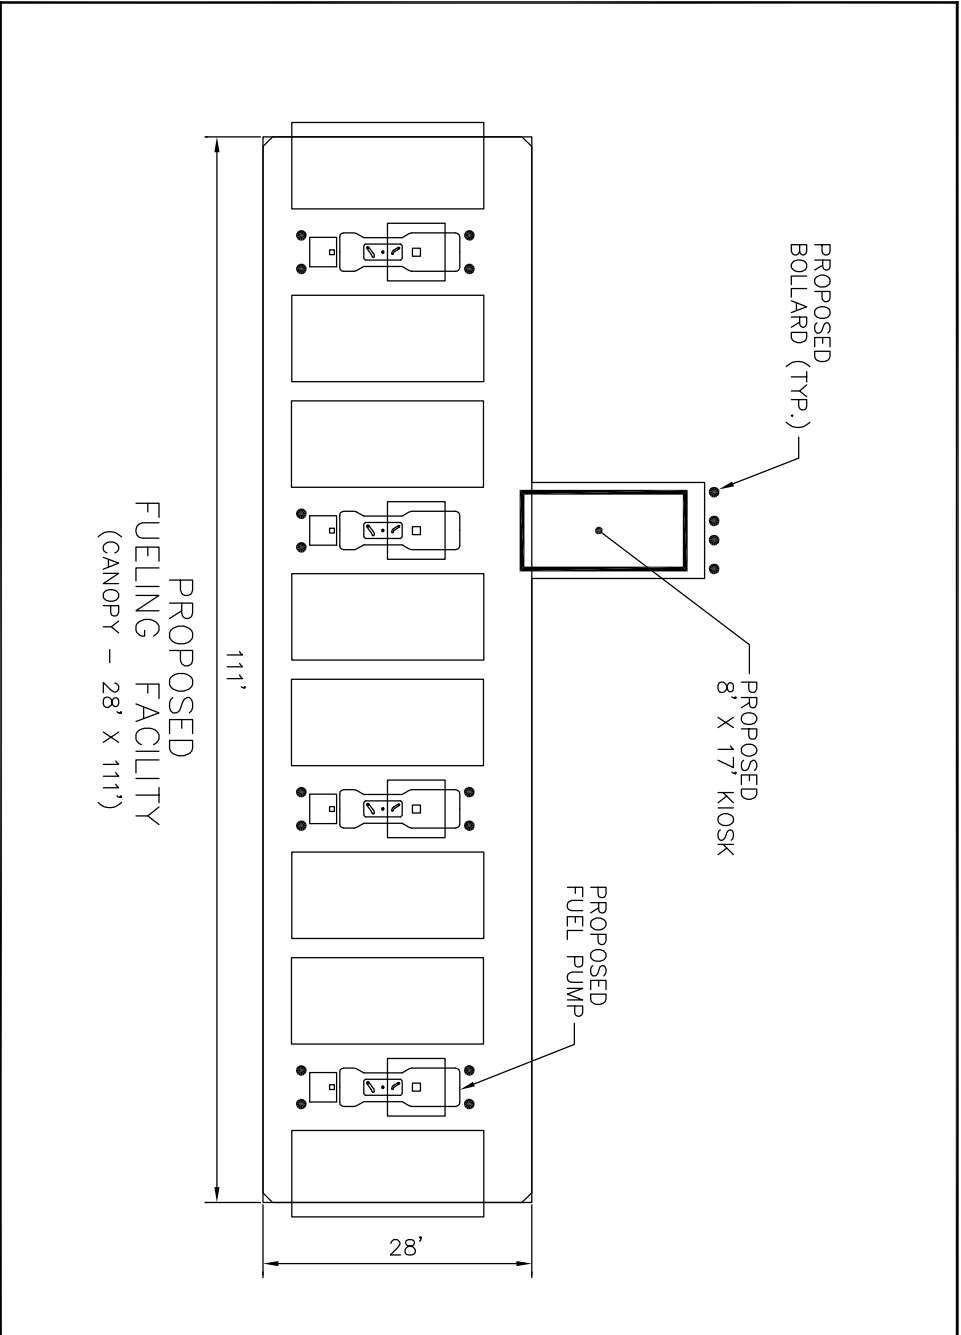 PROPOSED
BOLLARD (TYP.)
PROPOSED
8' X 17' KIOSK
PROPOSED
FUEL PUMP
28'
111'
PROPOSED
FUELING FACILITY
(CANOPY - 28' X 111')